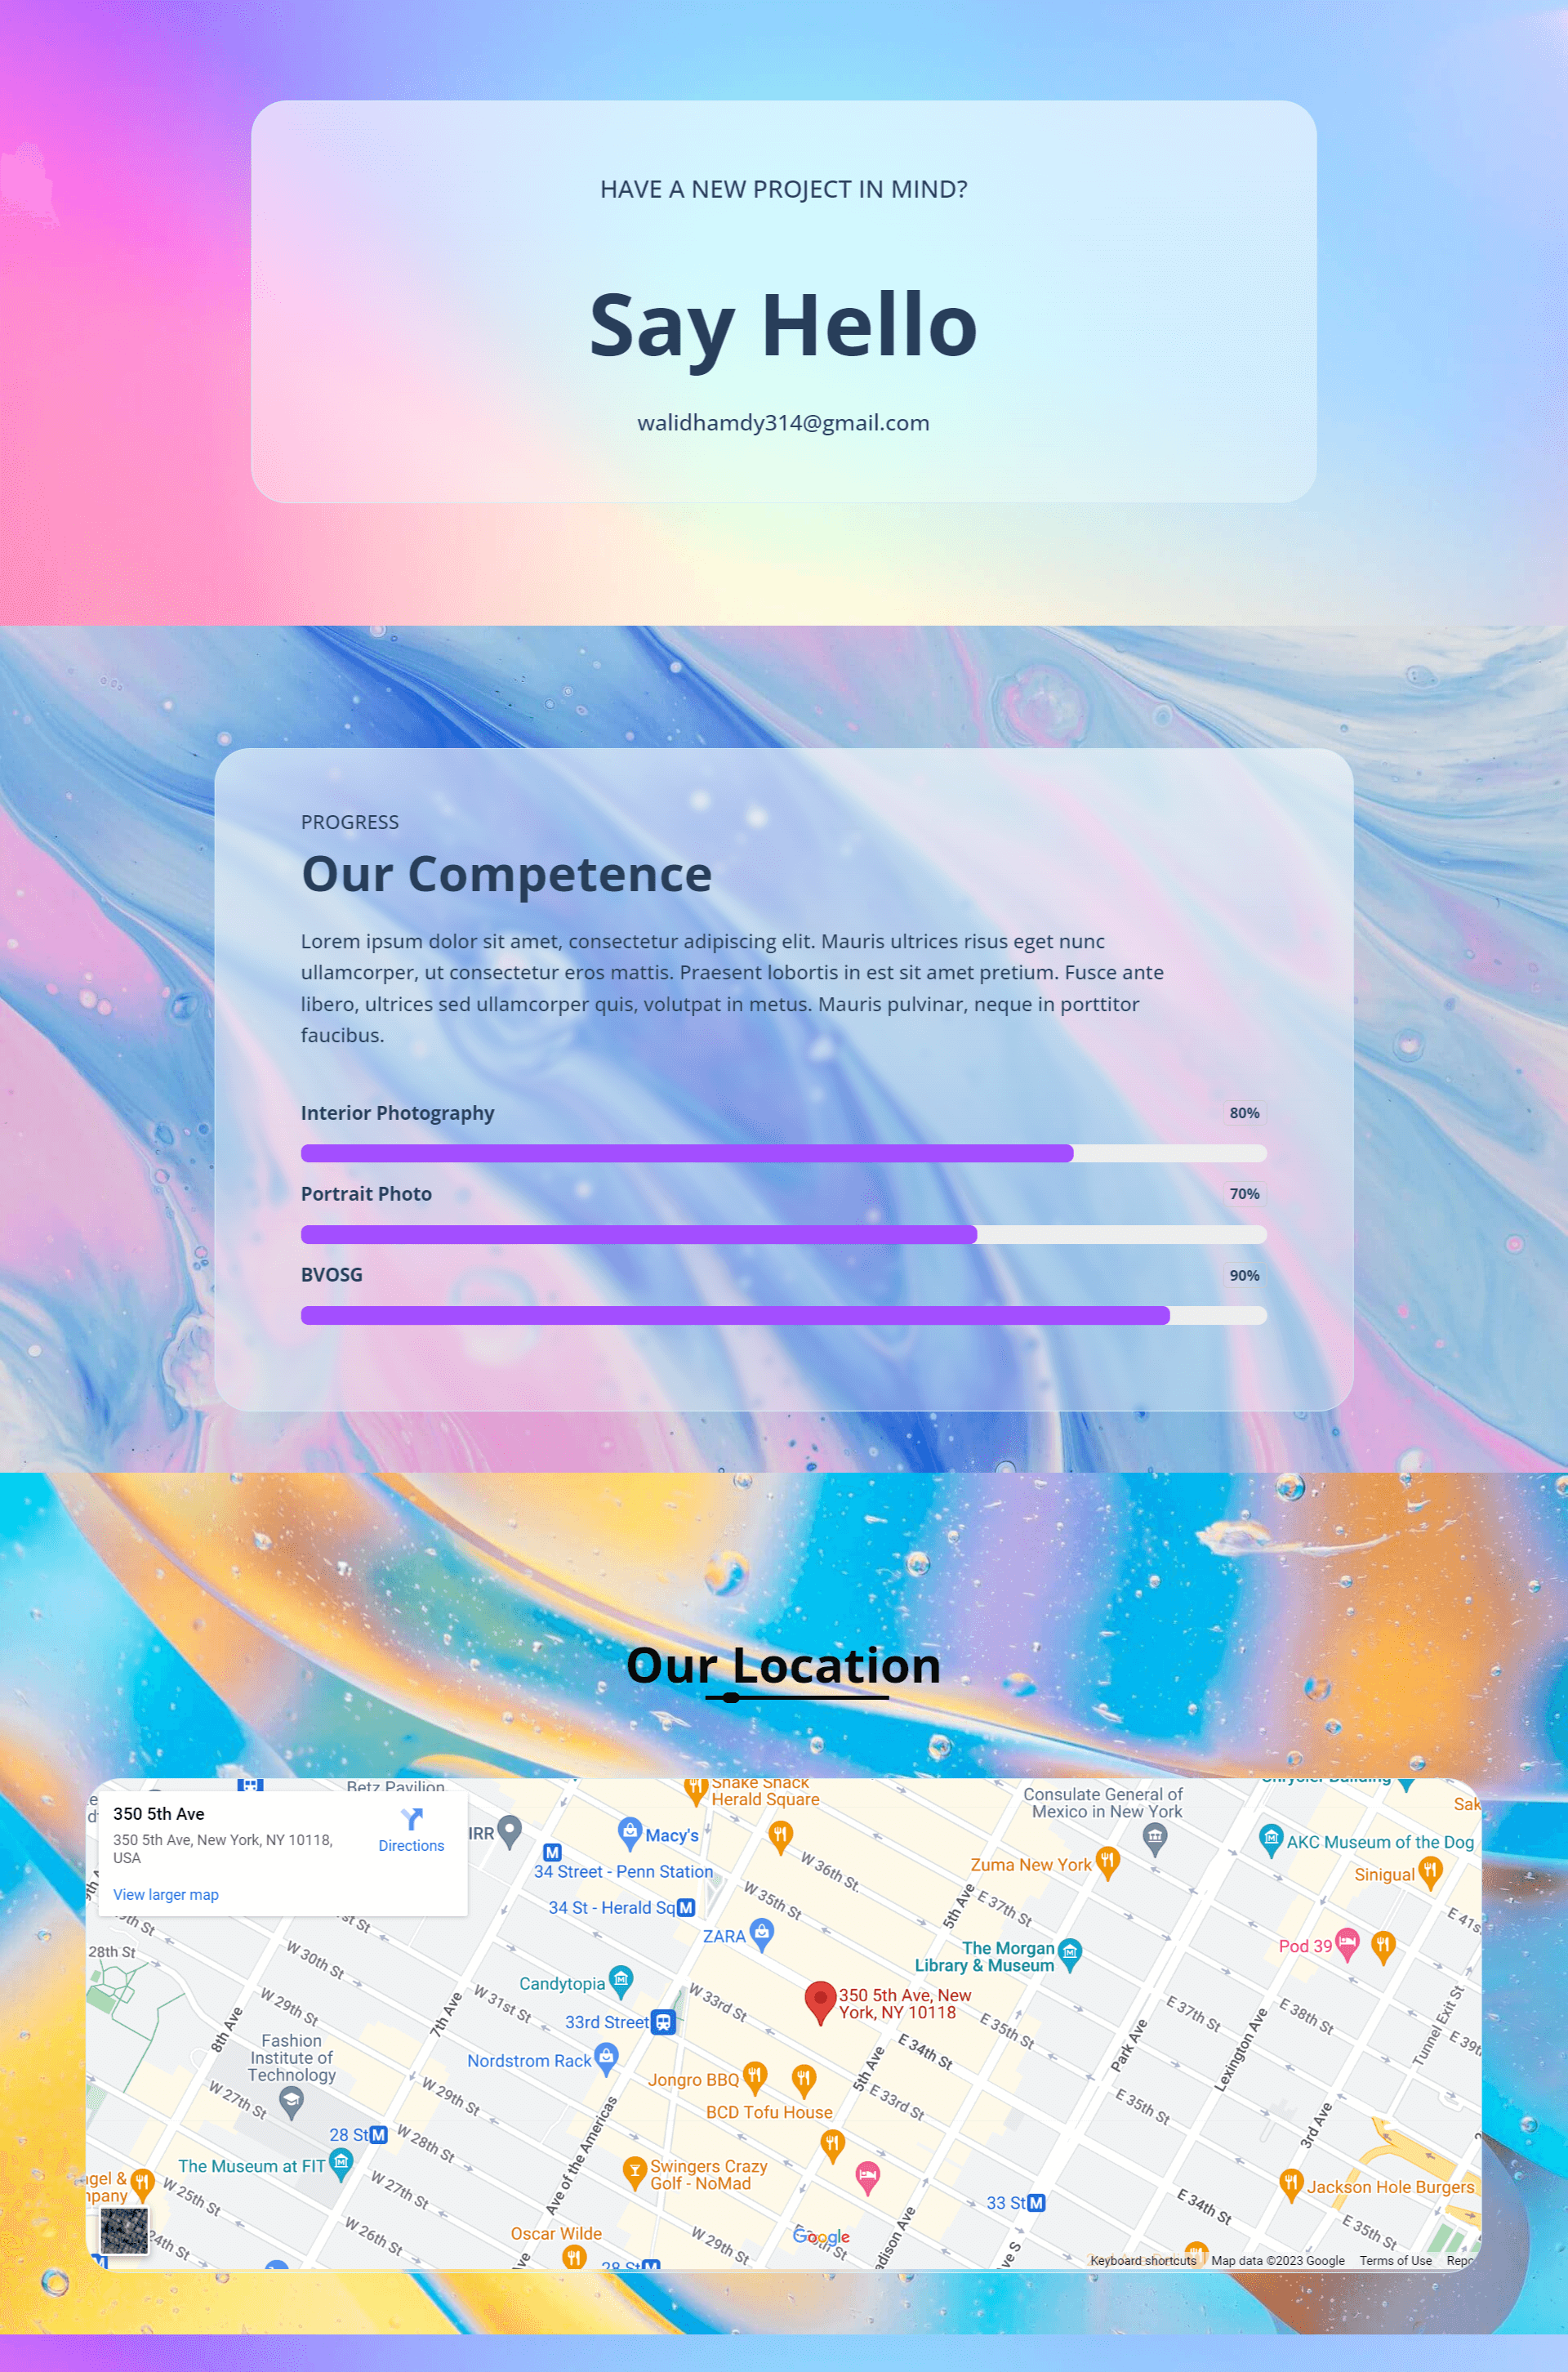 HAVE A NEW PROJECT IN MIND?
Say Hello
walidhamdy314@gmail.com
PROGRESS
Our Competence
Lorem ipsum dolor sit amet, consectetur adipiscing elit. Mauris ultrices risus eget nunc
ullamcorper, ut consectetur eros mattis. Praesent lobortis in est sit amet pretium. Fusce ante
libero, ultrices sed ullamcorper quis, volutpat in metus. Mauris pulvinar, neque in porttitor
faucibus.
Interior Photography
80%
Portrait Photo
70%
BVOSG
90%
Our Location
350 5th Ave
350 5th Ave, New York, NY 10118,
USA
Directions
View larger map
Betz Pavilion
Herald Square
Consulate General of
Mexico in New York
Chrysler Building
Sak
IRR
Macy's
M
34 Street - Penn Station
W 36th St.
Zuma New York
AKC Museum of the Dog
Sinigual
34 St - Herald Sq M
W 35th St
5th Ave
E 37th St
E 41s
ZARA
The Morgan
Library & Museum
Pod 39
28th St
W 30th St
Candytopia
W 31st St
W 33rd St
350 5th Ave, New
York, NY 10118
33rd Street
W 29th St
7th Ave
8th Ave
E 34th St
E 35th St
E 37th St
E 38th St
Tunnel Exit St
E 39t
Fashion
Institute of
Technology
Nordstrom Rack
Jongro BBQ
5th Ave
Park Ave
Lexington Ave
W 27th St
W 29th St
BCD Tofu House
E 33rd St
E 35th St
3rd Ave
28 St M
W 28th St
Ave of the Americas
The Museum at FIT
Swingers Crazy
Golf - NoMad
W 25th St
W 27th St
33 St M
E 34th St
Jackson Hole Burgers
W 26th St
Oscar Wilde
W 29th St
Google
E 35th St
24th St
28 St M
Keyboard shortcuts
Map data ©2023 Google
Terms of Use
Repo